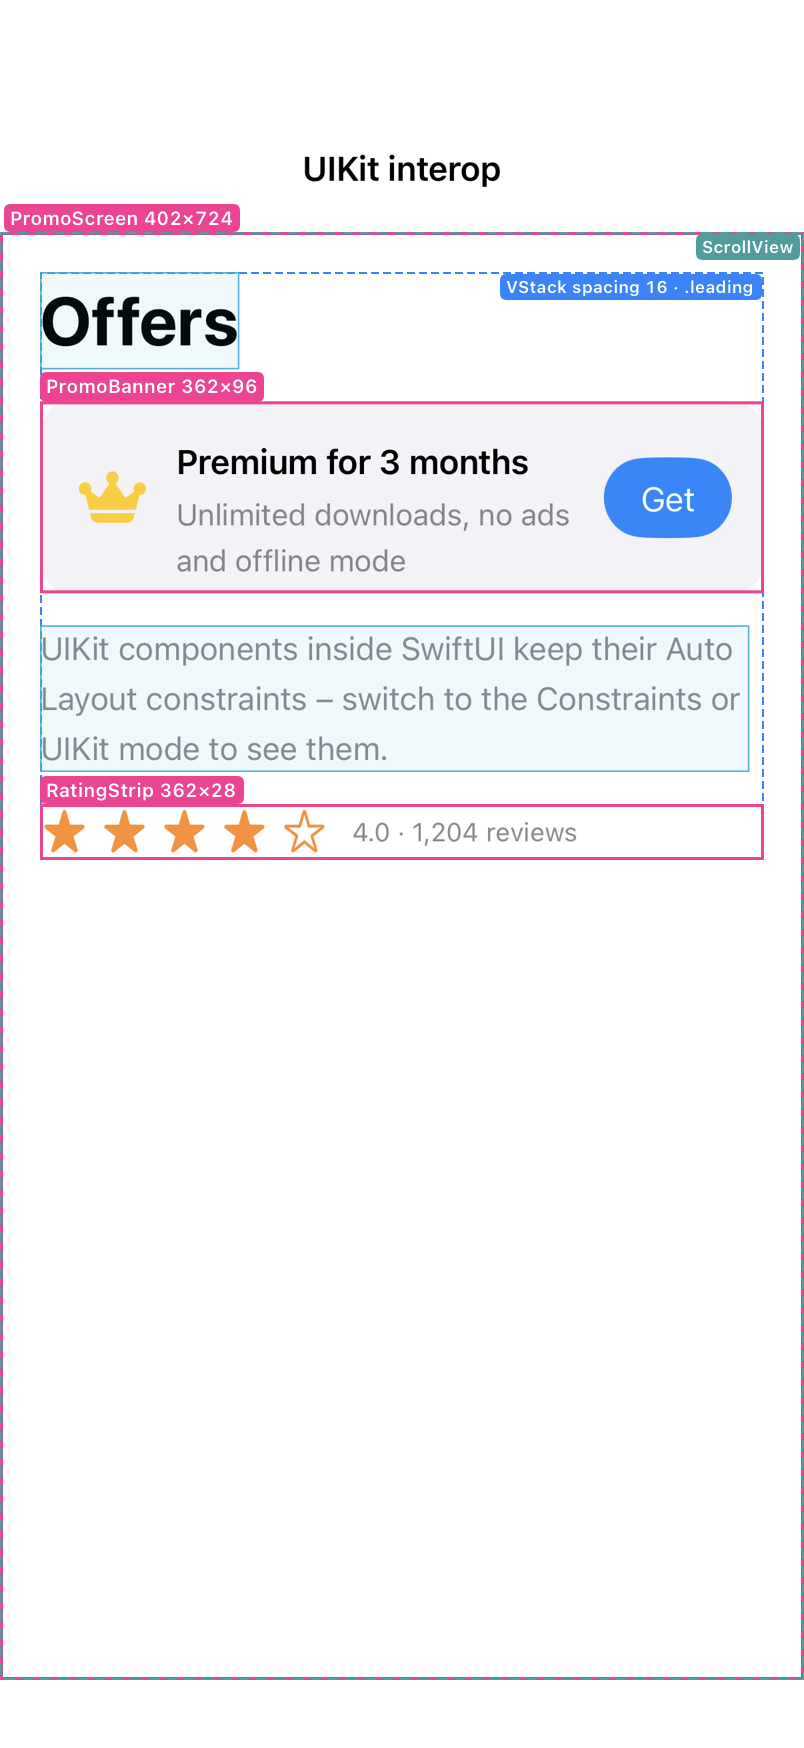 UIKit interop
PromoScreen 402×724
ScrollView
VStack spacing 16 · .leading
Offers
PromoBanner 362×96
Premium for 3 months
Unlimited downloads, no ads
and offline mode
Get
UIKit components inside SwiftUI keep their Auto
Layout constraints – switch to the Constraints or
UIKit mode to see them.
RatingStrip 362×28
4.0 · 1,204 reviews